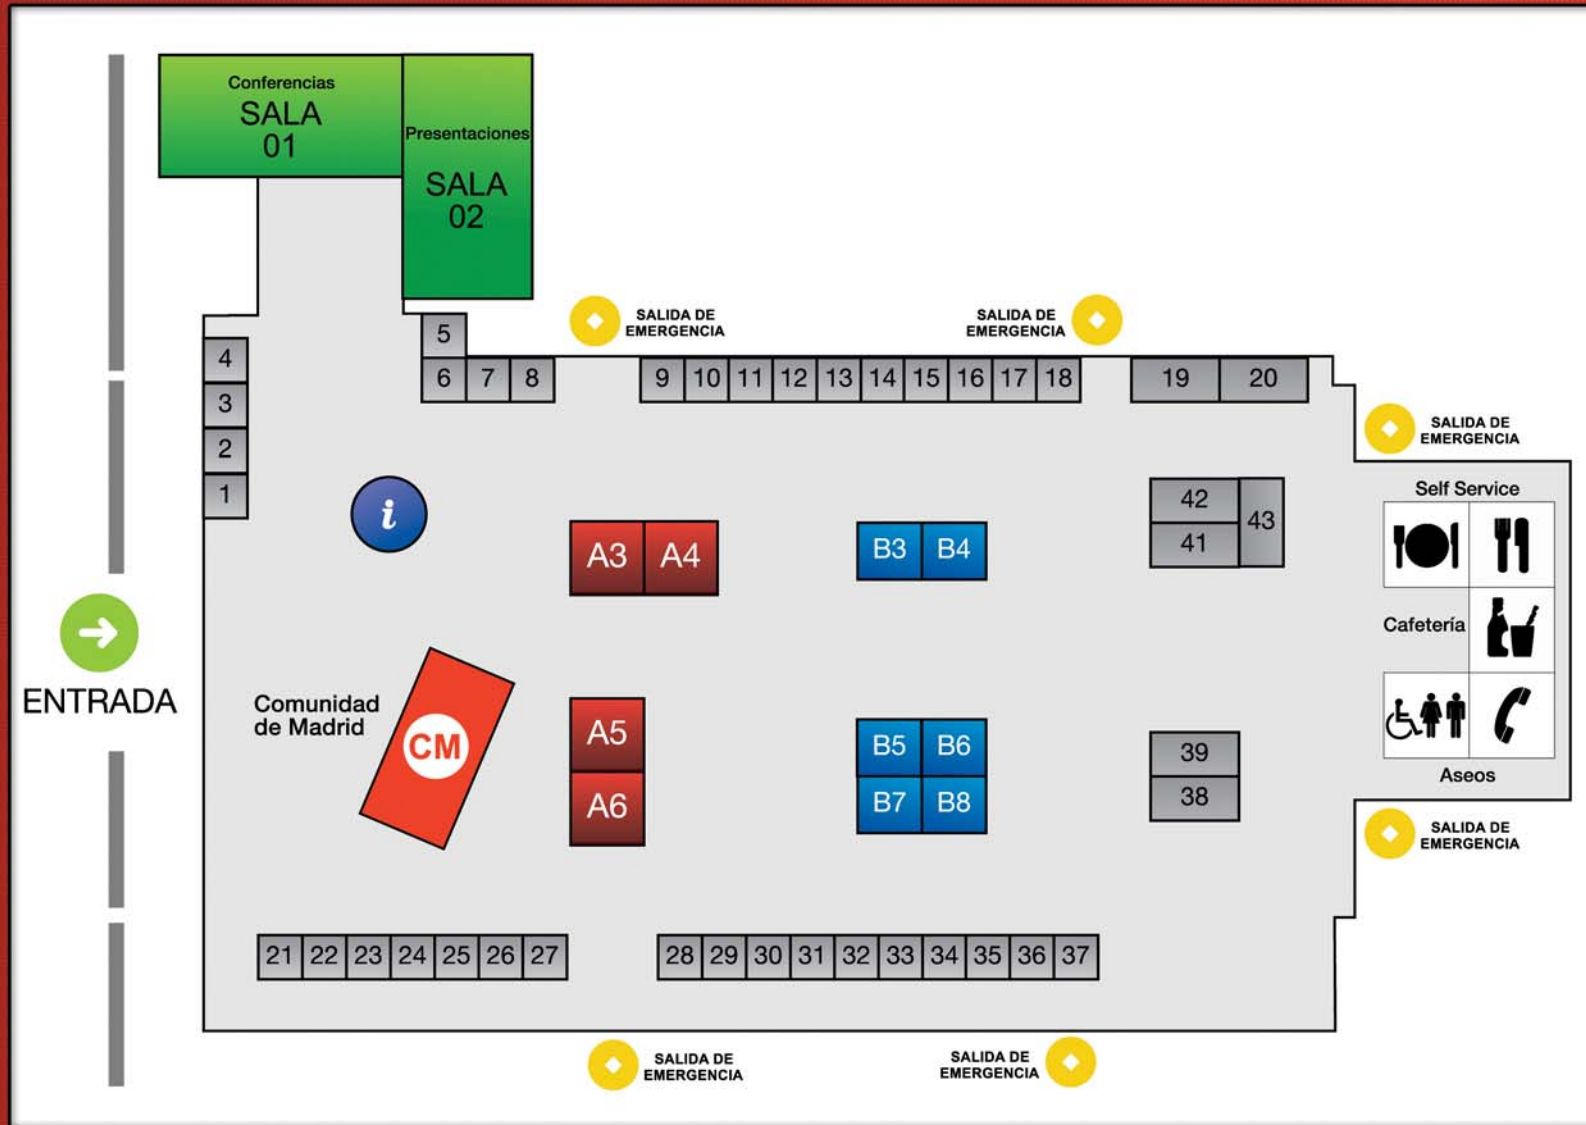 Conferencias
SALA
01
Presentaciones
SALA
02
SALIDA DE
EMERGENCIA
SALIDA DE
EMERGENCIA
5
4
6 7 8
9 10 11 12 13 14 15 16 17 18
19 20
3
2
1
SALIDA DE
EMERGENCIA
i
A3 A4
B3 B4
42
41
43
Self Service
Cafetería
ENTRADA
Comunidad
de Madrid
CM
A5
A6
B5 B6
B7 B8
39
38
Aseos
SALIDA DE
EMERGENCIA
21 22 23 24 25 26 27
28 29 30 31 32 33 34 35 36 37
SALIDA DE
EMERGENCIA
SALIDA DE
EMERGENCIA